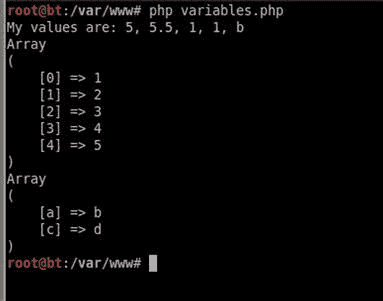 root@bt:/var/www# php variables.php
My values are: 5, 5.5, 1, 1, b
Array
(
    [0] => 1
    [1] => 2
    [2] => 3
    [3] => 4
    [4] => 5
)
Array
(
    [a] => b
    [c] => d
)
root@bt:/var/www#